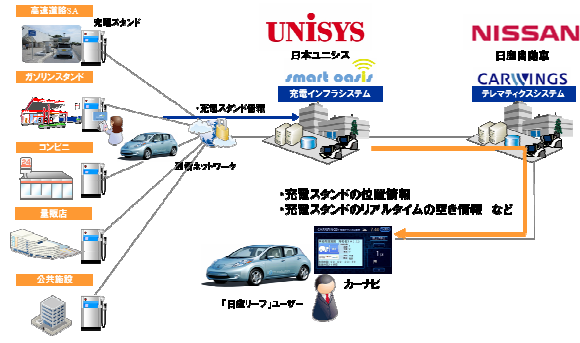 高速道路SA
充電スタンド
ガソリンスタンド
コンビニ
量販店
公共施設
・充電スタンド情報
通信ネットワーク
UNiSYS
日本ユニシス
smart oasis
充電インフラシステム
NISSAN
日産自動車
CARWINGS
テレマティクスシステム
・充電スタンドの位置情報
・充電スタンドのリアルタイムの空き情報 など
「日産リーフ」ユーザー
CARWINGS
カーナビ